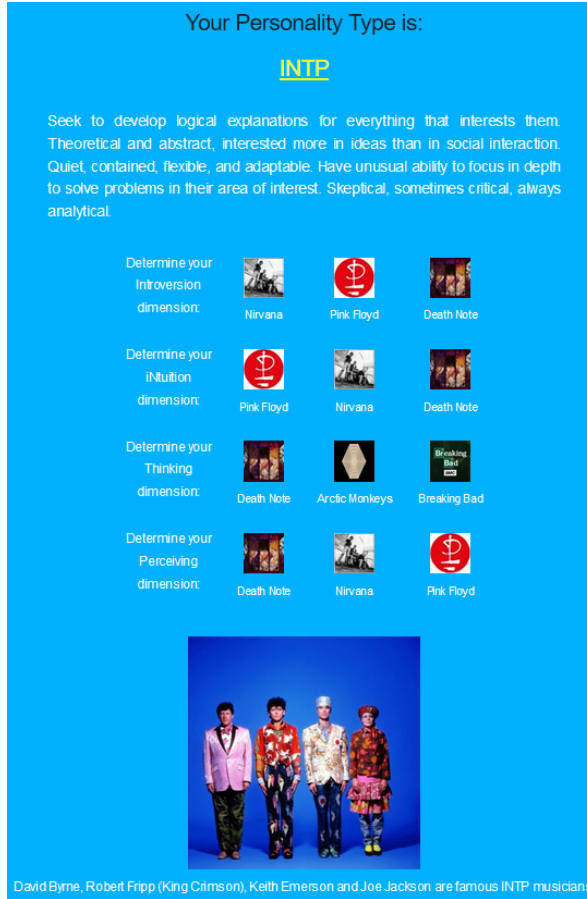 Your Personality Type is:
INTP
Seek to develop logical explanations for everything that interests them.
Theoretical and abstract, interested more in ideas than in social interaction.
Quiet, contained, flexible, and adaptable. Have unusual ability to focus in depth
to solve problems in their area of interest. Skeptical, sometimes critical, always
analytical.
Determine your
Introversion
dimension:
Nirvana
Pink Floyd
Death Note
Determine your
iNtuition
dimension:
Pink Floyd
Nirvana
Death Note
Determine your
Thinking
dimension:
Breaking
Bad
amc
Death Note
Arctic Monkeys
Breaking Bad
Determine your
Perceiving
dimension:
Death Note
Nirvana
Pink Floyd
David Byrne, Robert Fripp (King Crimson), Keith Emerson and Joe Jackson are famous INTP musicians